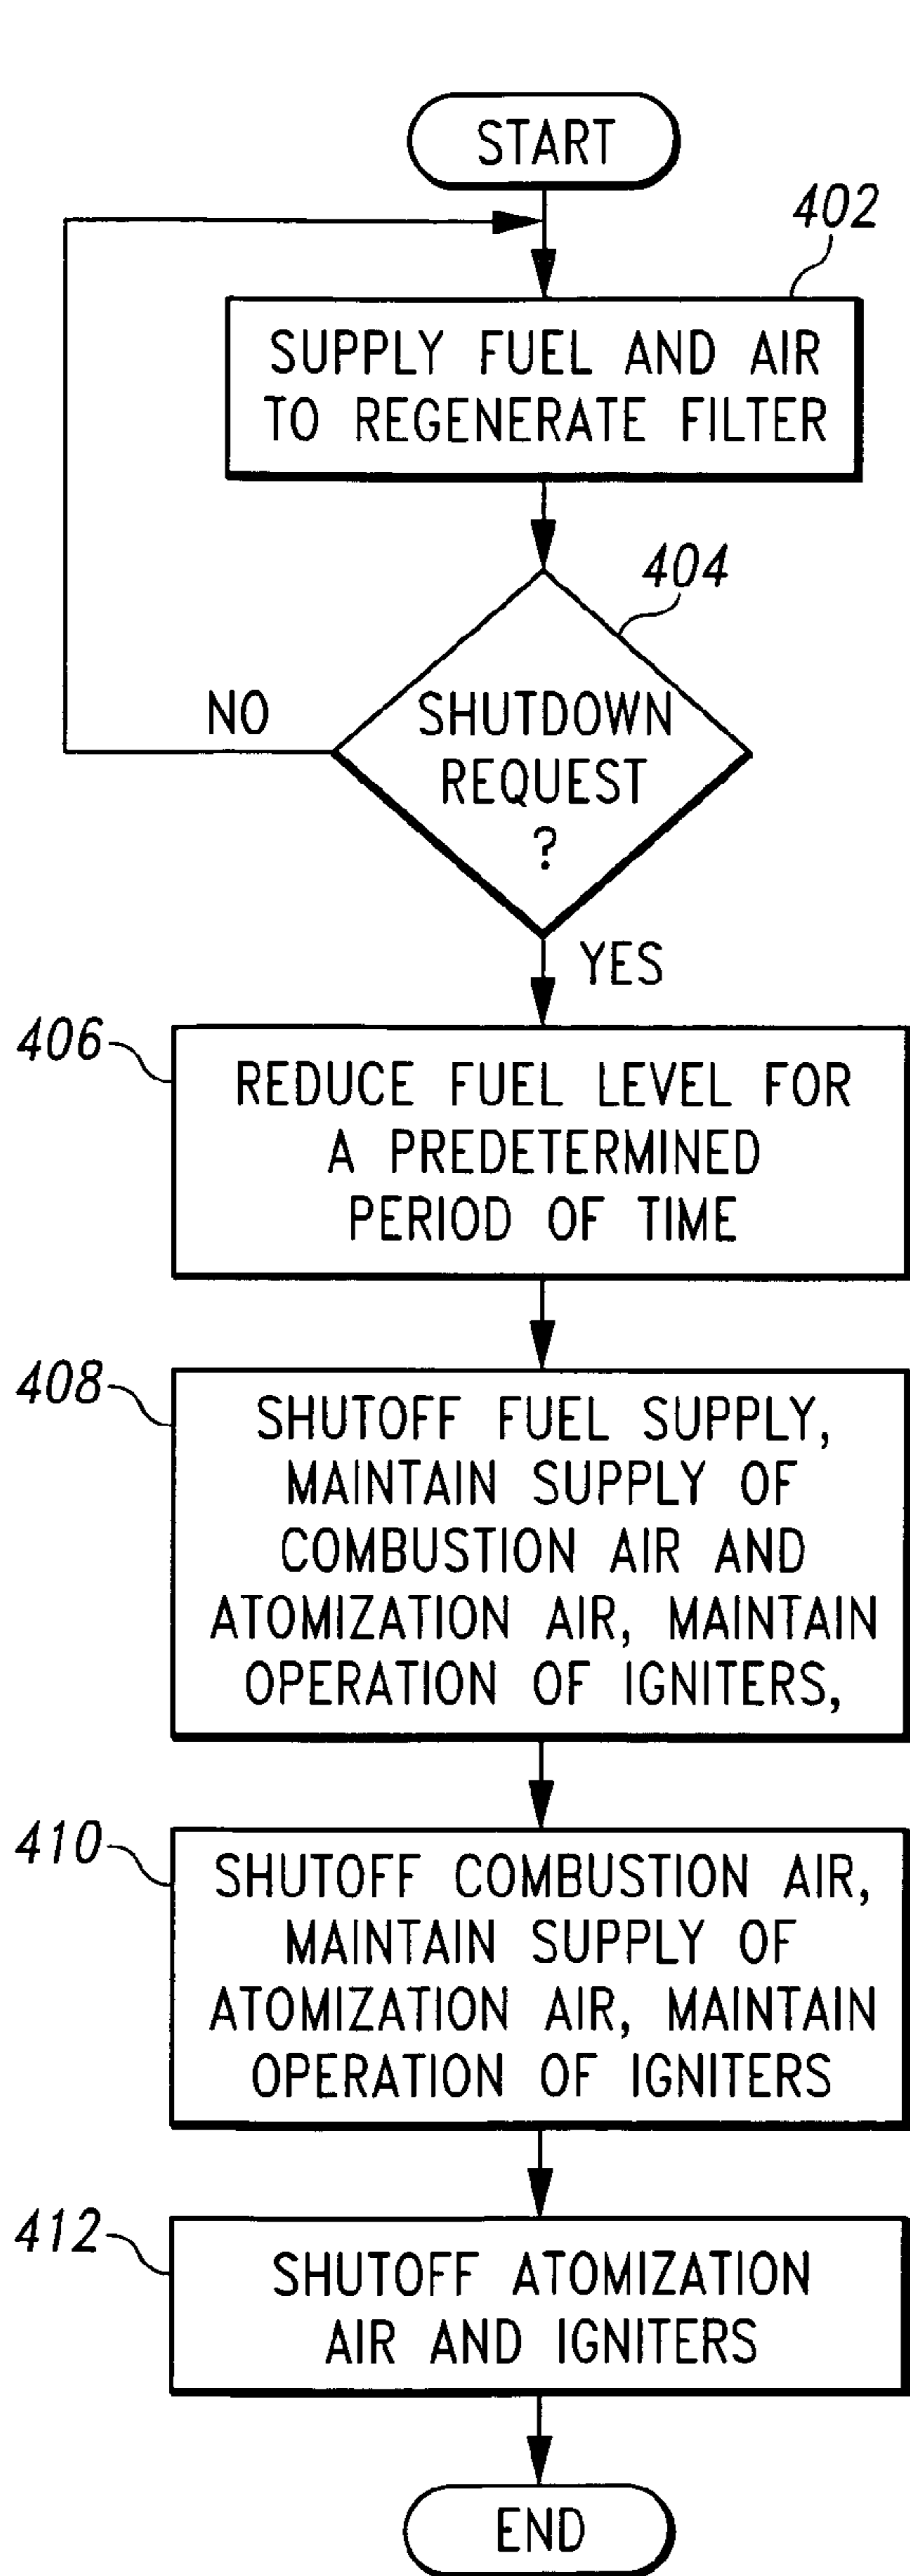 START
402
SUPPLY FUEL AND AIR
TO REGENERATE FILTER
404
NO
SHUTDOWN
REQUEST
?
YES
406
REDUCE FUEL LEVEL FOR
A PREDETERMINED
PERIOD OF TIME
408
SHUTOFF FUEL SUPPLY,
MAINTAIN SUPPLY OF
COMBUSTION AIR AND
ATOMIZATION AIR, MAINTAIN
OPERATION OF IGNITERS,
410
SHUTOFF COMBUSTION AIR,
MAINTAIN SUPPLY OF
ATOMIZATION AIR, MAINTAIN
OPERATION OF IGNITERS
412
SHUTOFF ATOMIZATION
AIR AND IGNITERS
END